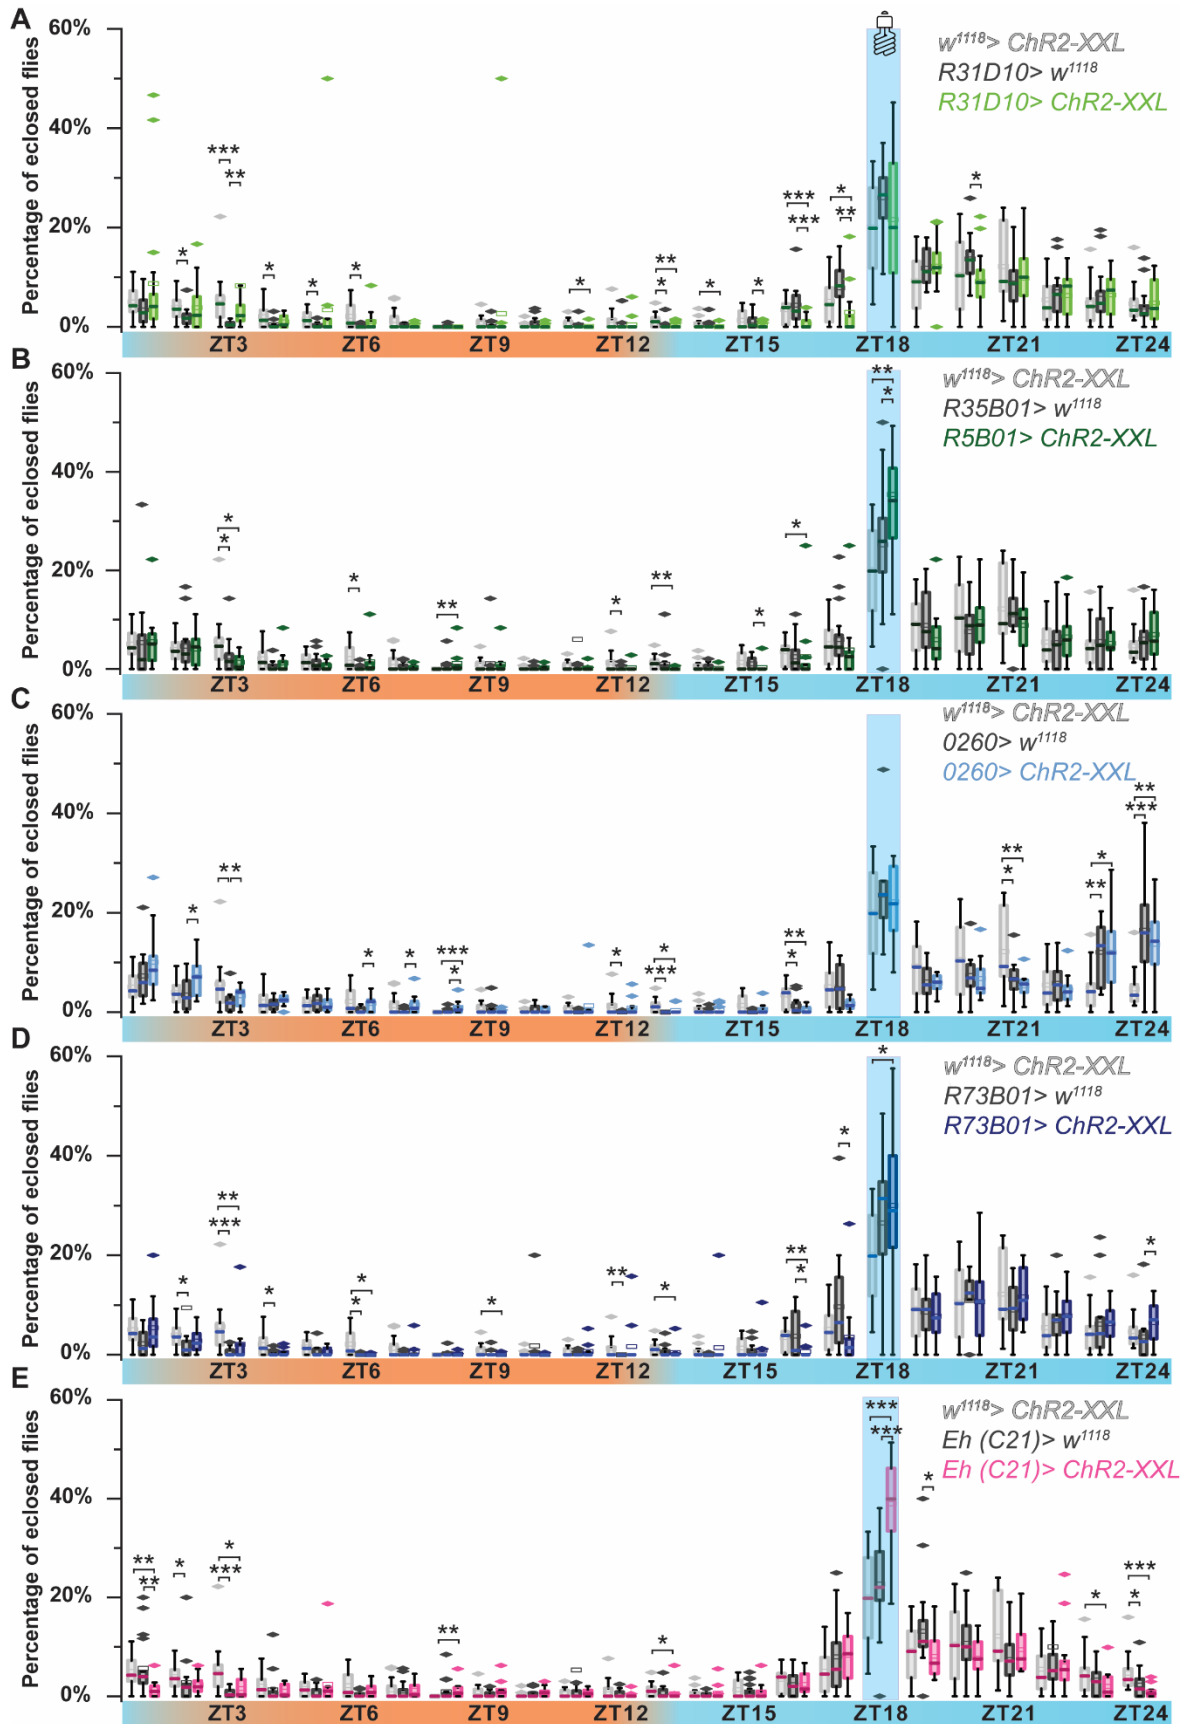 A
60%
w1118> ChR2-XXL
R31D10> w1118
R31D10> ChR2-XXL
Percentage of eclosed flies
40%
20%
0%
*** ** * * * * * * ** * * * *** *** * ** *
ZT3 ZT6 ZT9 ZT12 ZT15 ZT18 ZT21 ZT24
B
60%
w1118> ChR2-XXL
R35B01> w1118
R5B01> ChR2-XXL
Percentage of eclosed flies
40%
20%
0%
* * * ** * ** * * ** *
ZT3 ZT6 ZT9 ZT12 ZT15 ZT18 ZT21 ZT24
C
60%
w1118> ChR2-XXL
0260> w1118
0260> ChR2-XXL
Percentage of eclosed flies
40%
20%
0%
* ** * * *** * * * *** ** * ** * * ** ** ***
ZT3 ZT6 ZT9 ZT12 ZT15 ZT18 ZT21 ZT24
D
60%
w1118> ChR2-XXL
R73B01> w1118
R73B01> ChR2-XXL
Percentage of eclosed flies
40%
20%
0%
* ** *** * * * * ** * ** * * * *
ZT3 ZT6 ZT9 ZT12 ZT15 ZT18 ZT21 ZT24
E
60%
w1118> ChR2-XXL
Eh (C21)> w1118
Eh (C21)> ChR2-XXL
Percentage of eclosed flies
40%
20%
0%
** ** * * *** ** * *** *** * * *** *
ZT3 ZT6 ZT9 ZT12 ZT15 ZT18 ZT21 ZT24